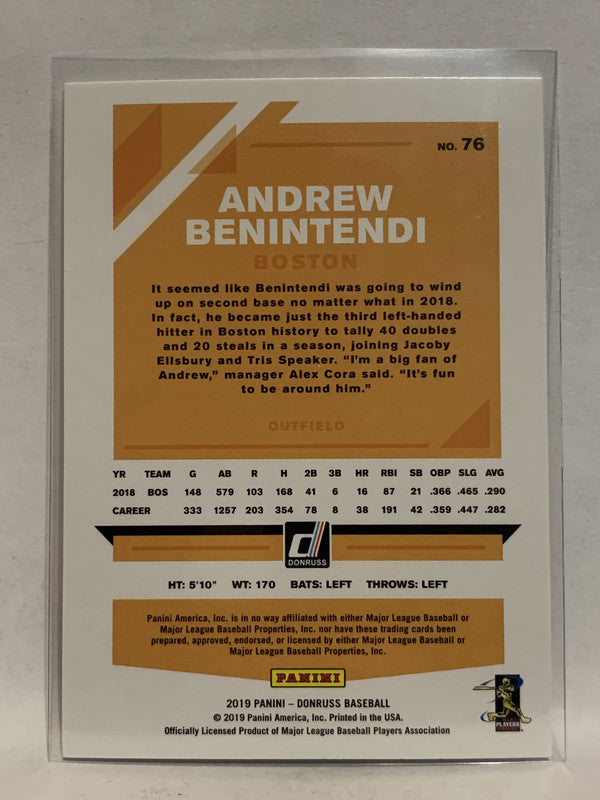 NO. 76
ANDREW
BENINTENDI
BOSTON
It seemed like Benintendi was going to wind
up on second base no matter what in 2018.
In fact, he became just the third left-handed
hitter in Boston history to tally 40 doubles
and 20 steals in a season, joining Jacoby
Ellsbury and Tris Speaker. “I’m a big fan of
Andrew,” manager Alex Cora said. “It’s fun
to be around him.”
OUTFIELD
YR TEAM G AB R H 2B 3B HR RBI SB OBP SLG AVG
2018 BOS 148 579 103 168 41 6 16 87 21 .366 .465 .290
CAREER 333 1257 203 354 78 8 38 191 42 .359 .447 .282
d
DONRUSS
HT: 5'10" WT: 170 BATS: LEFT THROWS: LEFT
Panini America, Inc. is in no way affiliated with either Major League Baseball or
Major League Baseball Properties, Inc. nor have these trading cards been
prepared, approved, endorsed, or licensed by either Major League Baseball or
Major League Baseball Properties, Inc.
PANINI
2019 PANINI – DONRUSS BASEBALL
© 2019 Panini America, Inc. Printed in the USA.
Officially Licensed Product of Major League Baseball Players Association
PLAYERS